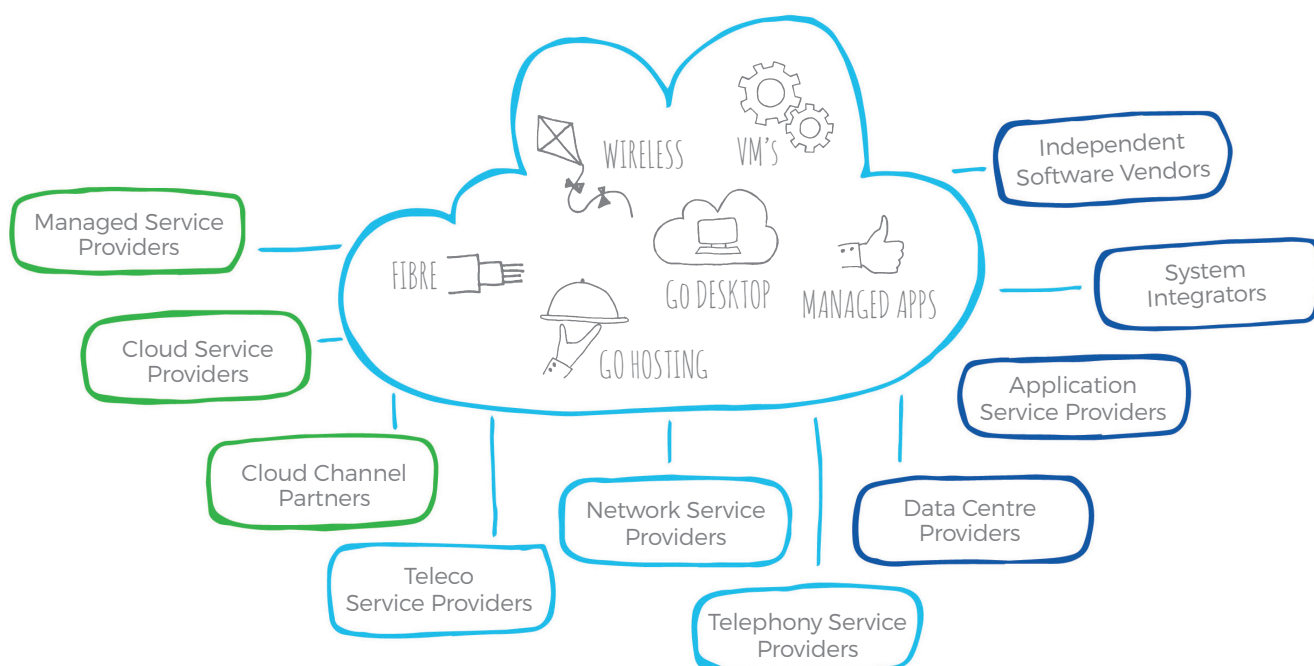 WIRELESS
VM's
Independent
Software Vendors
Managed Service
Providers
FIBRE
GO DESKTOP
MANAGED APPS
System
Integrators
Cloud Service
Providers
GO HOSTING
Application
Service Providers
Cloud Channel
Partners
Network Service
Providers
Data Centre
Providers
Teleco
Service Providers
Telephony Service
Providers